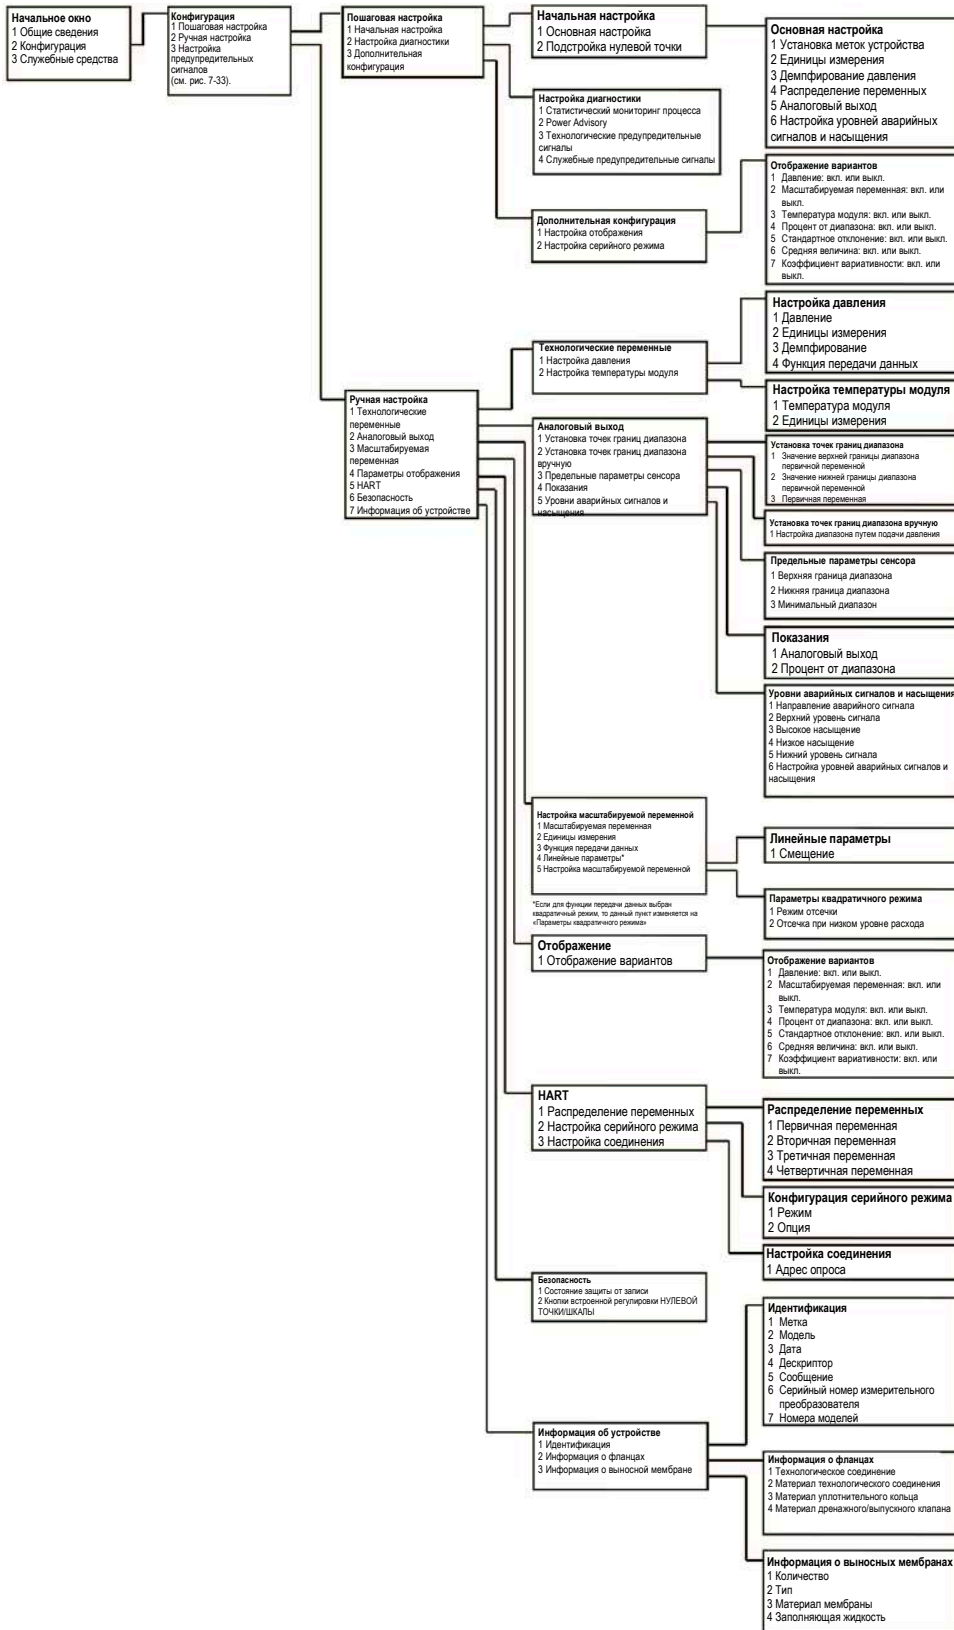 Начальное окно
1 Общие сведения
2 Конфигурация
3 Служебные средства
Конфигурация
1 Пошаговая настройка
2 Ручная настройка
3 Настройка
предупредительных
сигналов
(см. рис. 7-33).
Пошаговая настройка
1 Начальная настройка
2 Настройка диагностики
3 Дополнительная
конфигурация
Начальная настройка
1 Основная настройка
2 Подстройка нулевой точки
Основная настройка
1 Установка меток устройства
2 Единицы измерения
3 Демпфирование давления
4 Распределение переменных
5 Аналоговый выход
6 Настройка уровней аварийных
сигналов и насыщения
Настройка диагностики
1 Статистический мониторинг процесса
2 Power Advisory
3 Технологические предупредительные
сигналы
4 Служебные предупредительные сигналы
Дополнительная конфигурация
1 Настройка отображения
2 Настройка серийного режима
Отображение вариантов
1 Давление: вкл. или выкл.
2 Масштабируемая переменная: вкл. или
выкл.
3 Температура модуля: вкл. или выкл.
4 Процент от диапазона: вкл. или выкл.
5 Стандартное отклонение: вкл. или выкл.
6 Средняя величина: вкл. или выкл.
7 Коэффициент вариативности: вкл. или
выкл.
Ручная настройка
1 Технологические
переменные
2 Аналоговый выход
3 Масштабируемая
переменная
4 Параметры отображения
5 HART
6 Безопасность
7 Информация об устройстве
Технологические переменные
1 Настройка давления
2 Настройка температуры модуля
Настройка давления
1 Давление
2 Единицы измерения
3 Демпфирование
4 Функция передачи данных
Настройка температуры модуля
1 Температура модуля
2 Единицы измерения
Аналоговый выход
1 Установка точек границ диапазона
2 Установка точек границ диапазона
вручную
3 Предельные параметры сенсора
4 Показания
5 Уровни аварийных сигналов и
насыщения
Установка точек границ диапазона
1 Значение верхней границы диапазона
первичной переменной
2 Значение нижней границы диапазона
первичной переменной
3 Первичная переменная
Установка точек границ диапазона вручную
1 Настройка диапазона путем подачи давления
Предельные параметры сенсора
1 Верхняя граница диапазона
2 Нижняя граница диапазона
3 Минимальный диапазон
Показания
1 Аналоговый выход
2 Процент от диапазона
Уровни аварийных сигналов и насыщения
1 Направление аварийного сигнала
2 Верхний уровень сигнала
3 Высокое насыщение
4 Низкое насыщение
5 Нижний уровень сигнала
6 Настройка уровней аварийных сигналов и
насыщения
Настройка масштабируемой переменной
1 Масштабируемая переменная
2 Единицы измерения
3 Функция передачи данных
4 Линейные параметры*
5 Настройка масштабируемой переменной
*Если для функции передачи данных выбран
квадратичный режим, то данный пункт изменяется на
«Параметры квадратичного режима»
Линейные параметры
1 Смещение
Параметры квадратичного режима
1 Режим отсечки
2 Отсечка при низком уровне расхода
Отображение
1 Отображение вариантов
Отображение вариантов
1 Давление: вкл. или выкл.
2 Масштабируемая переменная: вкл. или
выкл.
3 Температура модуля: вкл. или выкл.
4 Процент от диапазона: вкл. или выкл.
5 Стандартное отклонение: вкл. или выкл.
6 Средняя величина: вкл. или выкл.
7 Коэффициент вариативности: вкл. или
выкл.
HART
1 Распределение переменных
2 Настройка серийного режима
3 Настройка соединения
Распределение переменных
1 Первичная переменная
2 Вторичная переменная
3 Третичная переменная
4 Четвертичная переменная
Конфигурация серийного режима
1 Режим
2 Опция
Настройка соединения
1 Адрес опроса
Безопасность
1 Состояние защиты от записи
2 Кнопки встроенной регулировки НУЛЕВОЙ
ТОЧКИ/ШКАЛЫ
Идентификация
1 Метка
2 Модель
3 Дата
4 Дескриптор
5 Сообщение
6 Серийный номер измерительного
преобразователя
7 Номера моделей
Информация об устройстве
1 Идентификация
2 Информация о фланцах
3 Информация о выносной мембране
Информация о фланцах
1 Технологическое соединение
2 Материал технологического соединения
3 Материал уплотнительного кольца
4 Материал дренажного/выпускного клапана
Информация о выносных мембранах
1 Количество
2 Тип
3 Материал мембраны
4 Заполняющая жидкость